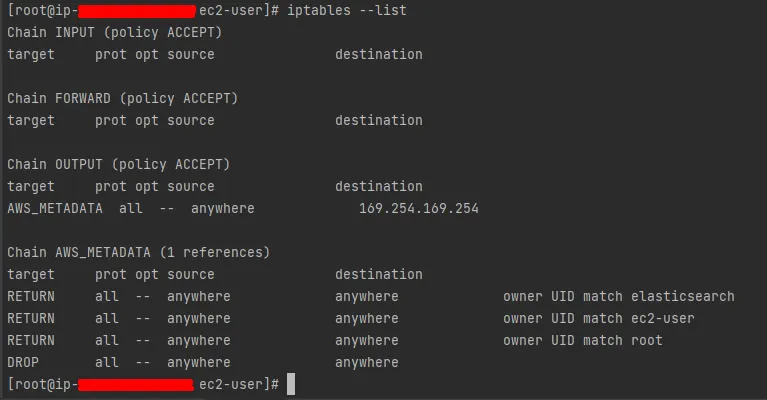 [root@ip- ec2-user]# iptables --list
Chain INPUT (policy ACCEPT)
target     prot opt source               destination

Chain FORWARD (policy ACCEPT)
target     prot opt source               destination

Chain OUTPUT (policy ACCEPT)
target     prot opt source               destination
AWS_METADATA  all  --  anywhere             169.254.169.254

Chain AWS_METADATA (1 references)
target     prot opt source               destination
RETURN     all  --  anywhere             anywhere             owner UID match elasticsearch
RETURN     all  --  anywhere             anywhere             owner UID match ec2-user
RETURN     all  --  anywhere             anywhere             owner UID match root
DROP       all  --  anywhere             anywhere
[root@ip- ec2-user]#